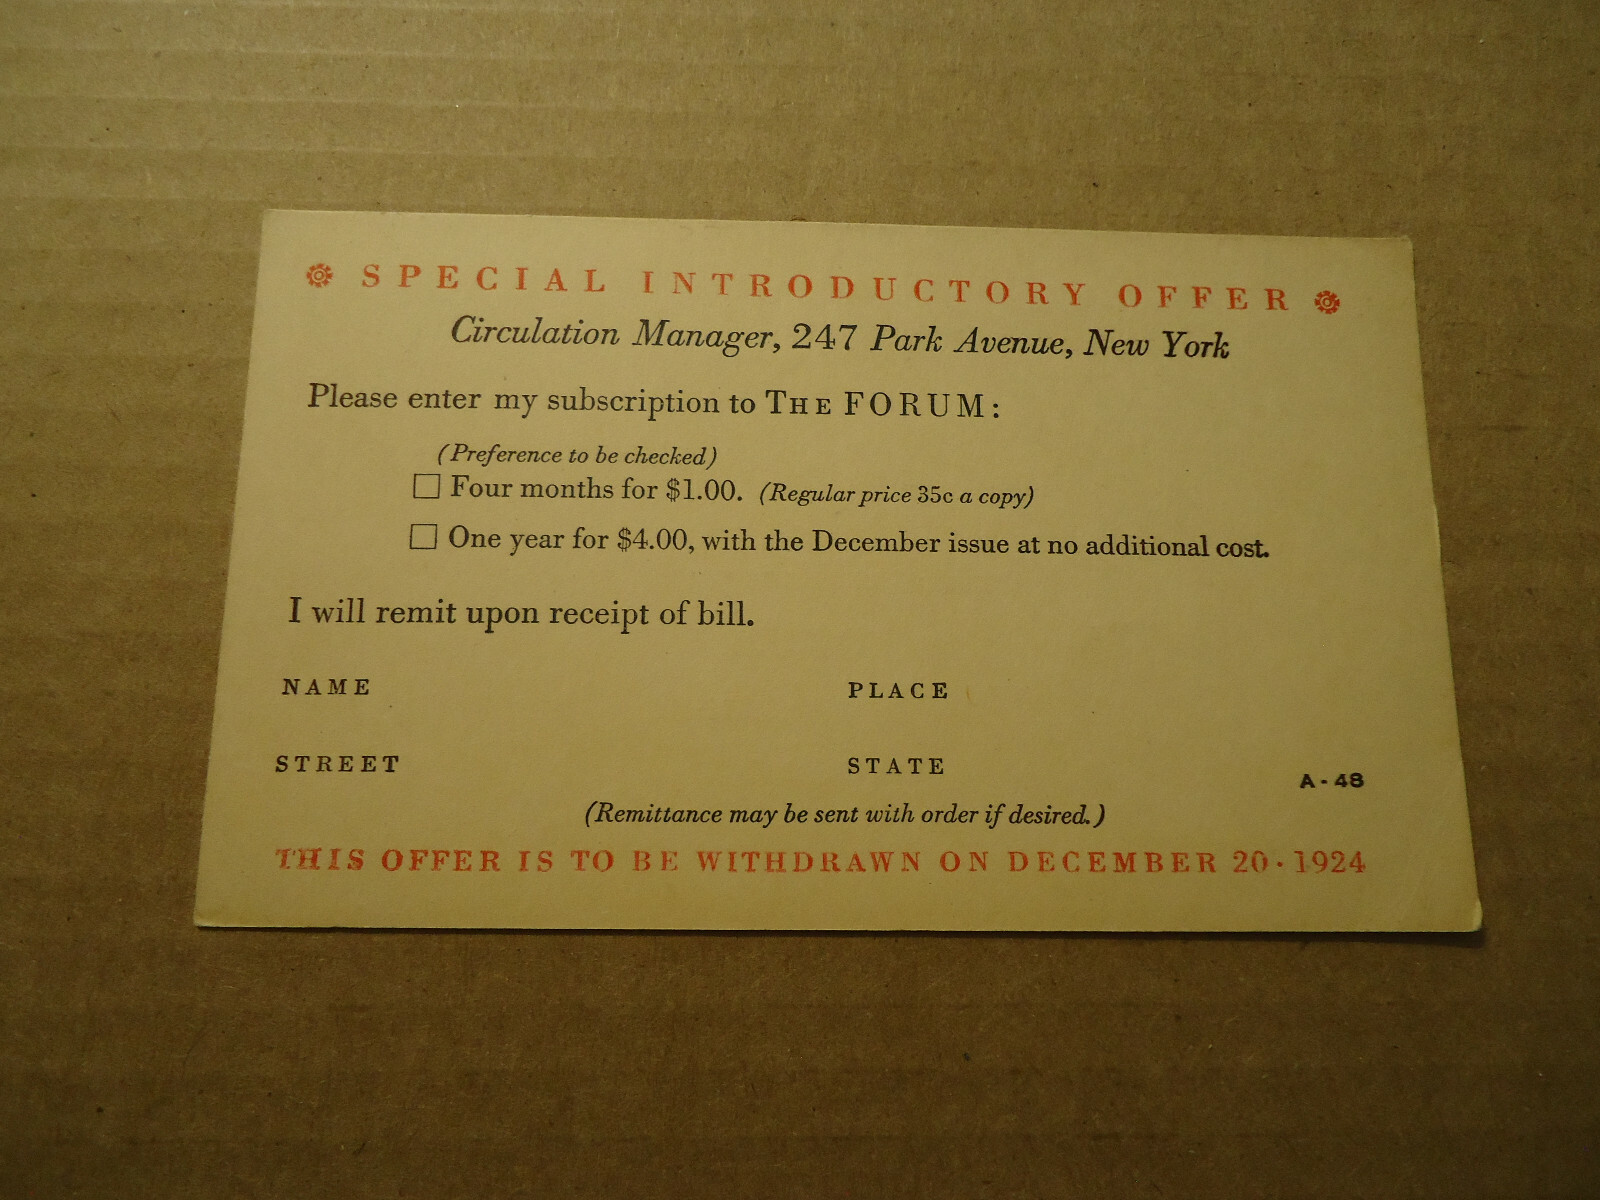 SPECIAL INTRODUCTORY OFFER
Circulation Manager, 247 Park Avenue, New York
Please enter my subscription to THE FORUM:
(Preference to be checked)
Four months for $1.00. (Regular price 35c a copy)
One year for $4.00, with the December issue at no additional cost.
I will remit upon receipt of bill.
NAME PLACE
STREET STATE
A-48
(Remittance may be sent with order if desired.)
THIS OFFER IS TO BE WITHDRAWN ON DECEMBER 20 · 1924